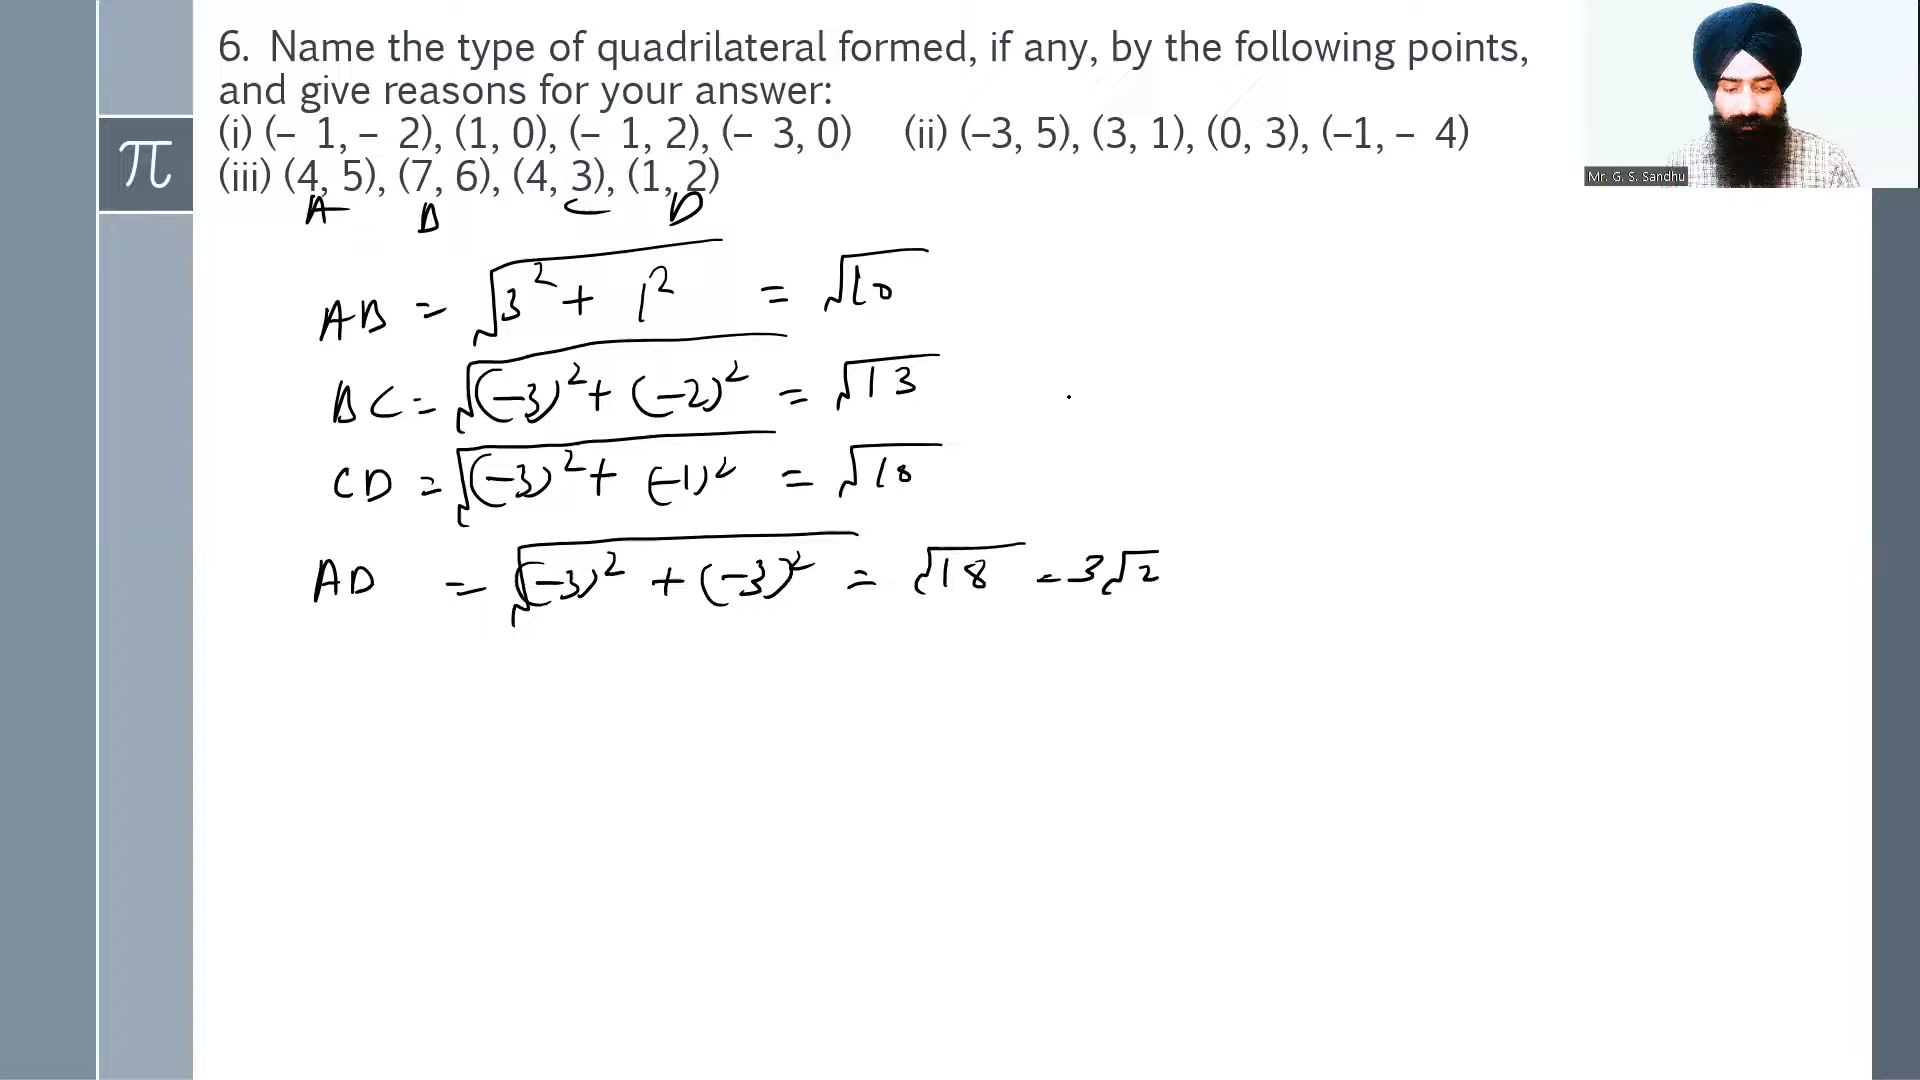 6. Name the type of quadrilateral formed, if any, by the following points,
and give reasons for your answer:
(i) (– 1, – 2), (1, 0), (– 1, 2), (– 3, 0) (ii) (–3, 5), (3, 1), (0, 3), (–1, – 4)
(iii) (4, 5), (7, 6), (4, 3), (1, 2)
π
Mr. G. S. Sandhu
A B C D
AB = √3² + 1² = √10
BC = √(-3)² + (-2)² = √13
CD = √(-3)² + (-1)² = √10
AD = √(-3)² + (-3)² = √18 = 3√2